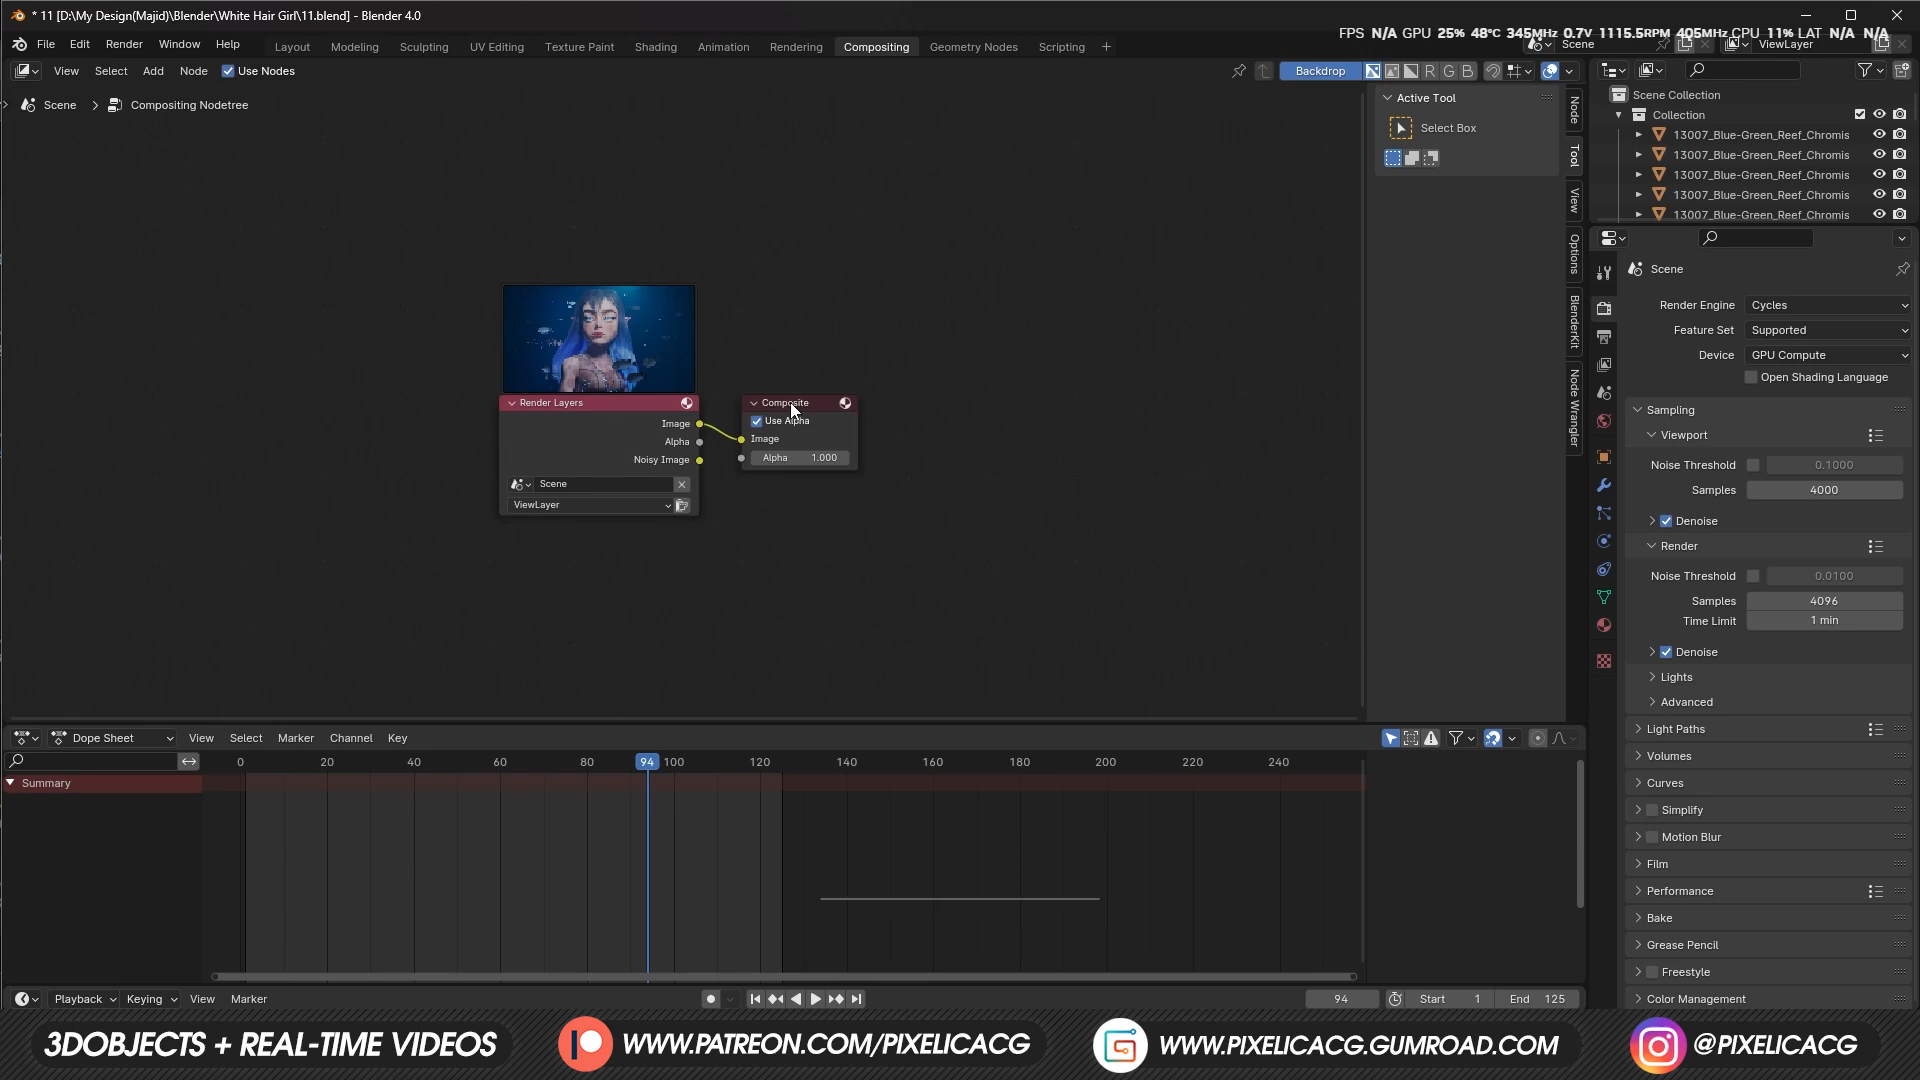 * 11 [D:\My Design(Majid)\Blender\White Hair Girl\11.blend] - Blender 4.0
FPS N/A GPU 25% 48°C 345MHz 0.7V 1115.5RPM 405MHz CPU 11% LAT N/A N/A
File Edit Render Window Help
Layout Modeling Sculpting UV Editing Texture Paint Shading Animation Rendering Compositing Geometry Nodes Scripting +
Scene ViewLayer
View Select Add Node Use Nodes
Backdrop R G B
Scene > Compositing Nodetree
Active Tool
Select Box
Node
Tool
View
Options
BlenderKit
Node Wrangler
Scene Collection
Collection
13007_Blue-Green_Reef_Chromis
13007_Blue-Green_Reef_Chromis
13007_Blue-Green_Reef_Chromis
13007_Blue-Green_Reef_Chromis
13007_Blue-Green_Reef_Chromis
Render Layers
Image
Alpha
Noisy Image
Scene
ViewLayer
Composite
Use Alpha
Image
Alpha 1.000
Scene
Render Engine Cycles
Feature Set Supported
Device GPU Compute
Open Shading Language
Sampling
Viewport
Noise Threshold 0.1000
Samples 4000
Denoise
Render
Noise Threshold 0.0100
Samples 4096
Time Limit 1 min
Denoise
Lights
Advanced
Light Paths
Volumes
Curves
Simplify
Motion Blur
Film
Performance
Bake
Grease Pencil
Freestyle
Color Management
Dope Sheet View Select Marker Channel Key
0 20 40 60 80 94 100 120 140 160 180 200 220 240
Summary
Playback Keying View Marker
94 Start 1 End 125
3DOBJECTS + REAL-TIME VIDEOS
WWW.PATREON.COM/PIXELICACG
WWW.PIXELICACG.GUMROAD.COM
@PIXELICACG